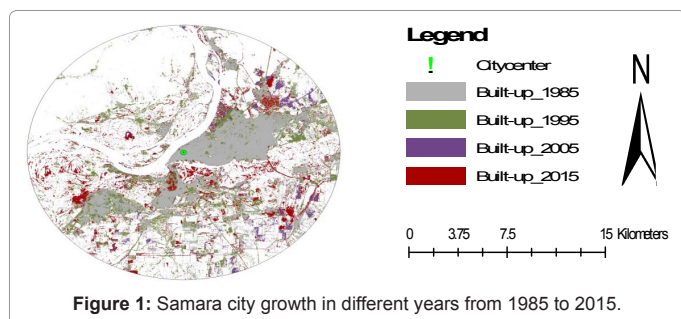 Legend
! Citycenter
Built-up_1985
Built-up_1995
Built-up_2005
Built-up_2015
N
0 3.75 7.5 15 Kilometers
Figure 1: Samara city growth in different years from 1985 to 2015.